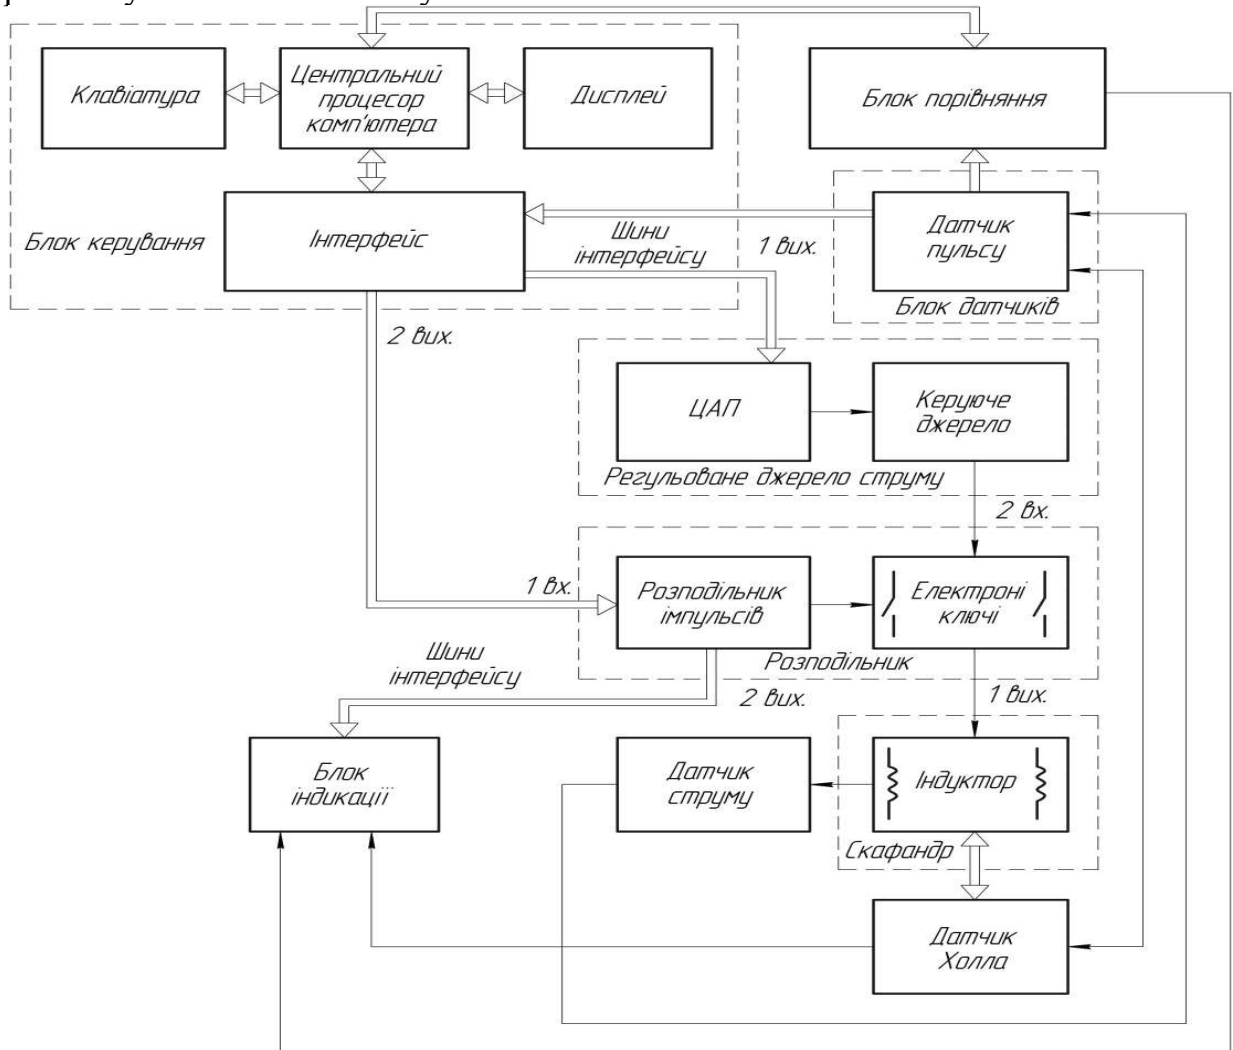 Клавіатура
Центральний
процесор
комп'ютера
Дисплей
Блок порівняння
Блок керування
Інтерфейс
Шини
інтерфейсу
1 вих.
Датчик
пульсу
Блок датчиків
2 вих.
ЦАП
Керуюче
джерело
Регульоване джерело струму
2 вх.
1 вх.
Розподільник
імпульсів
Електроні
ключі
Розподільник
Шини
інтерфейсу
2 вих.
1 вих.
Блок
індикації
Датчик
струму
Індуктор
Скафандр
Датчик
Холла